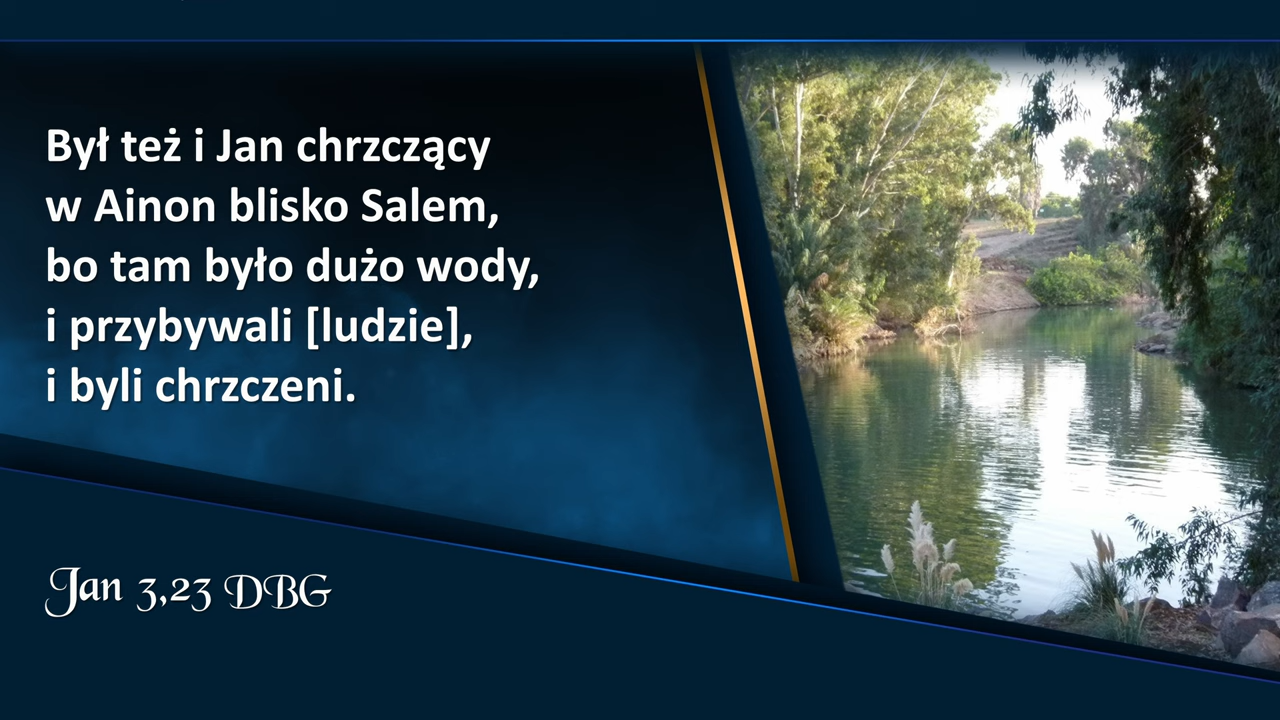 Był też i Jan chrzczący
w Ainon blisko Salem,
bo tam było dużo wody,
i przybywali [ludzie],
i byli chrzczeni.
Jan 3,23 DBG